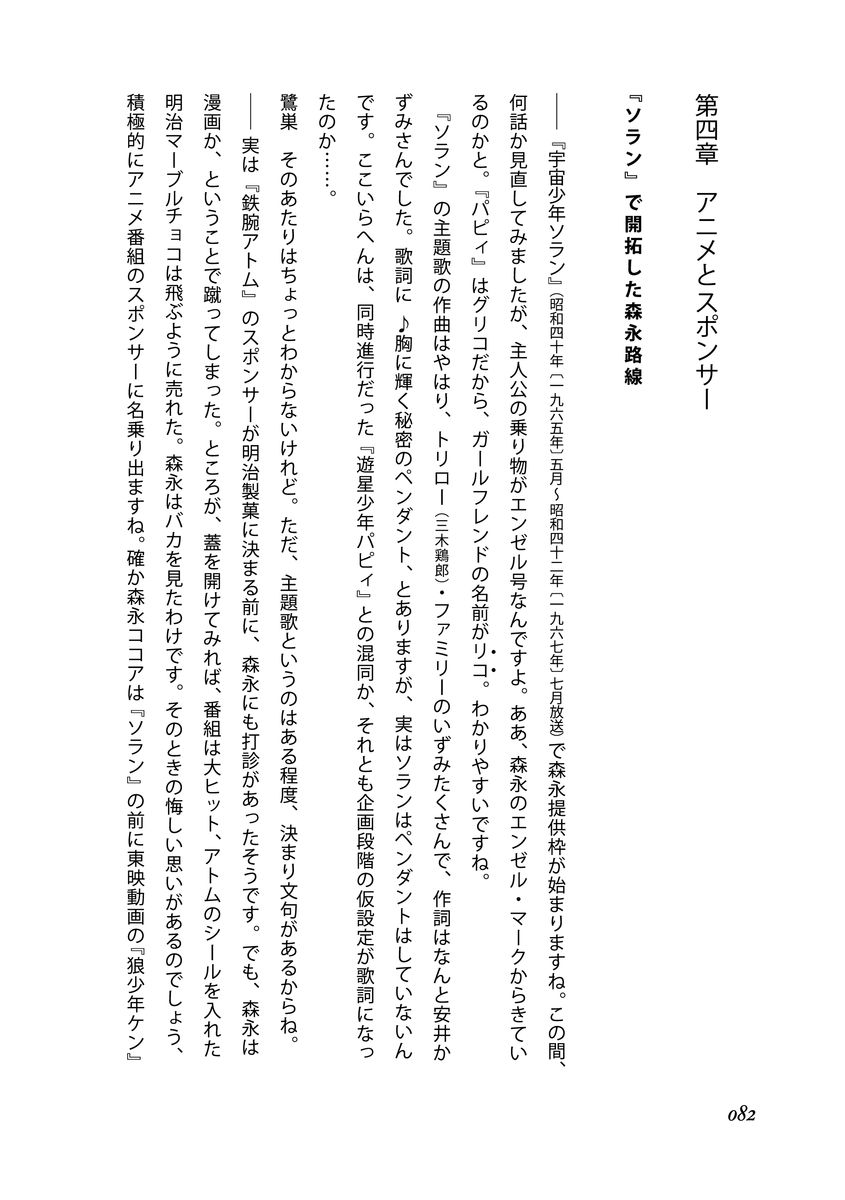 第四章　アニメとスポンサー
『ソラン』で開拓した森永路線
――『宇宙少年ソラン』（昭和四十年〔一九六五年〕五月～昭和四十二年〔一九六七年〕七月放送）で森永提供枠が始まりますね。この間、
何話か見直してみましたが、主人公の乗り物がエンゼル号なんですよ。ああ、森永のエンゼル・マークからきてい
るのかと。『パピィ』はグリコだから、ガールフレンドの名前がリコ。わかりやすいですね。
『ソラン』の主題歌の作曲はやはり、トリロー（三木鶏郎）・ファミリーのいずみたくさんで、作詞はなんと安井か
ずみさんでした。歌詞に ♪胸に輝く秘密のペンダント、とありますが、実はソランはペンダントはしていないん
です。ここいらへんは、同時進行だった『遊星少年パピィ』との混同か、それとも企画段階の仮設定が歌詞になっ
たのか……。
鷺巣　そのあたりはちょっとわからないけれど。ただ、主題歌というのはある程度、決まり文句があるからね。
――実は『鉄腕アトム』のスポンサーが明治製菓に決まる前に、森永にも打診があったそうです。でも、森永は
漫画か、ということで蹴ってしまった。ところが、蓋を開けてみれば、番組は大ヒット、アトムのシールを入れた
明治マーブルチョコは飛ぶように売れた。森永はバカを見たわけです。そのときの悔しい思いがあるのでしょう、
積極的にアニメ番組のスポンサーに名乗り出ますね。確か森永ココアは『ソラン』の前に東映動画の『狼少年ケン』
082